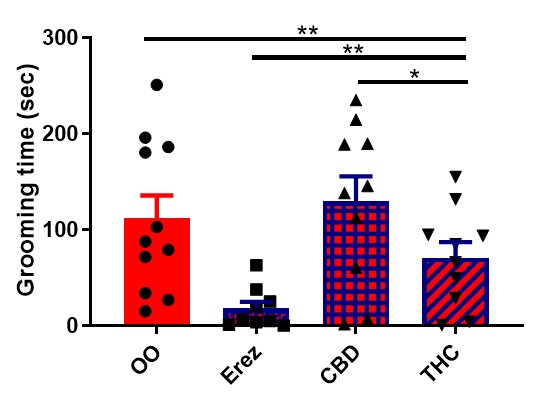 **
**
*
300
200
100
0
Grooming time (sec)
OO
Erez
CBD
THC